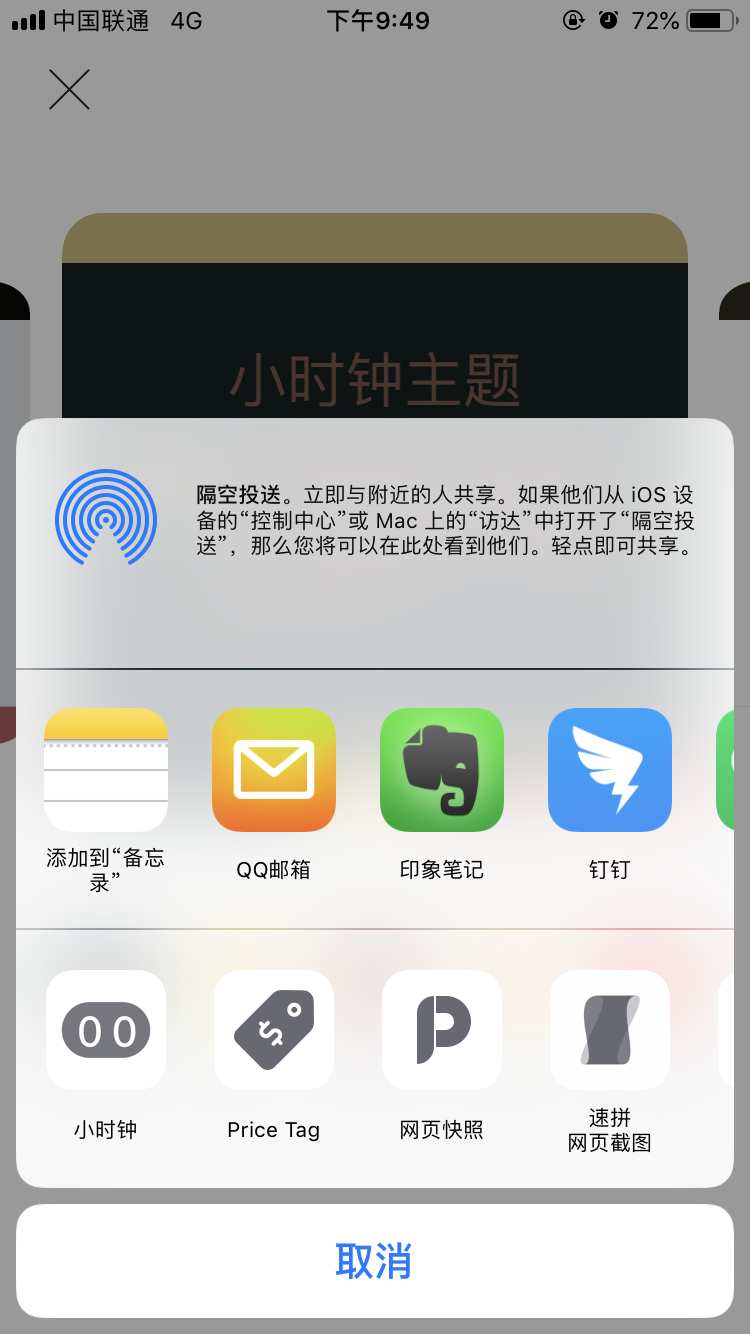 中国联通 4G 下午9:49 72%
小时钟主题
隔空投送。立即与附近的人共享。如果他们从 iOS 设
备的“控制中心”或 Mac 上的“访达”中打开了“隔空投
送”，那么您将可以在此处看到他们。轻点即可共享。
添加到“备忘
录”
QQ邮箱
印象笔记
钉钉
00
$
小时钟
Price Tag
网页快照
速拼
网页截图
取消